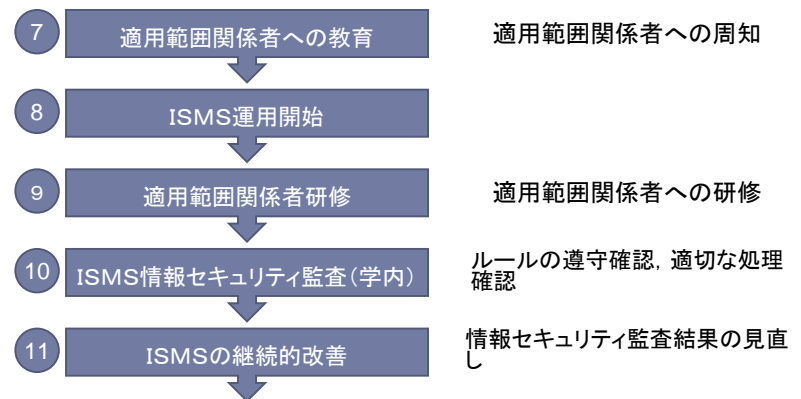 7 適用範囲関係者への教育 適用範囲関係者への周知
8 ISMS運用開始
9 適用範囲関係者研修 適用範囲関係者への研修
10 ISMS情報セキュリティ監査(学内) ルールの遵守確認, 適切な処理
確認
11 ISMSの継続的改善 情報セキュリティ監査結果の見直
し